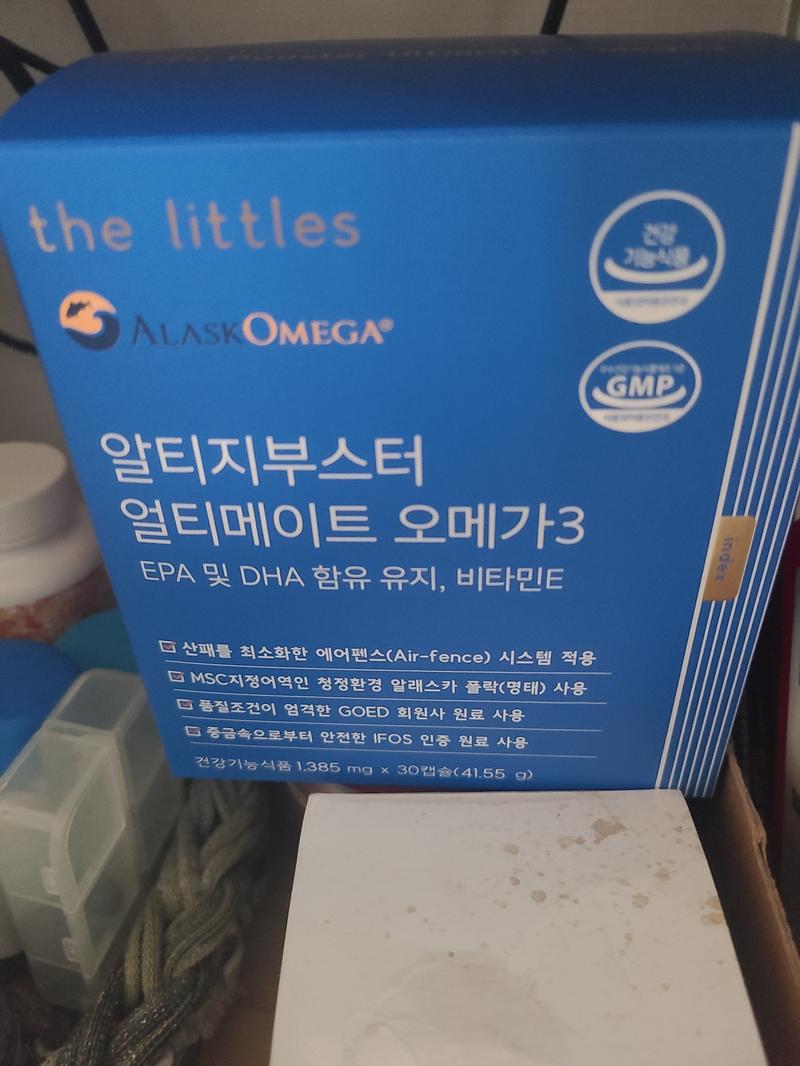 the littles
ALASKOMEGA®
건강
기능식품
GMP
알티지부스터
얼티메이트 오메가3
EPA 및 DHA 함유 유지, 비타민E
index
산패를 최소화한 에어펜스(Air-fence) 시스템 적용
MSC지정어역인 청정환경 알래스카 폴락(명태) 사용
품질조건이 엄격한 GOED 회원사 원료 사용
중금속으로부터 안전한 IFOS 인증 원료 사용
건강기능식품 1,385 mg x 30캡슐(41.55 g)